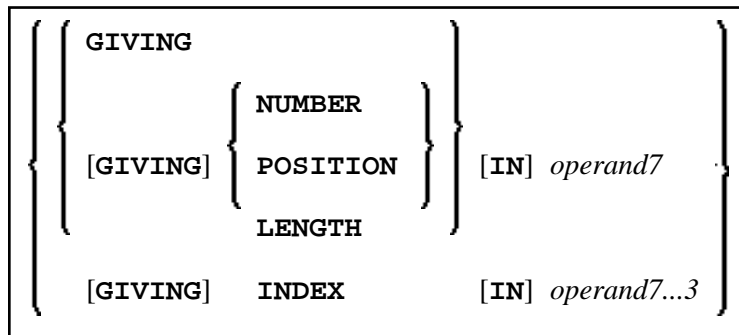 GIVING
NUMBER
[GIVING] POSITION [IN] operand7
LENGTH
[GIVING] INDEX [IN] operand7...3